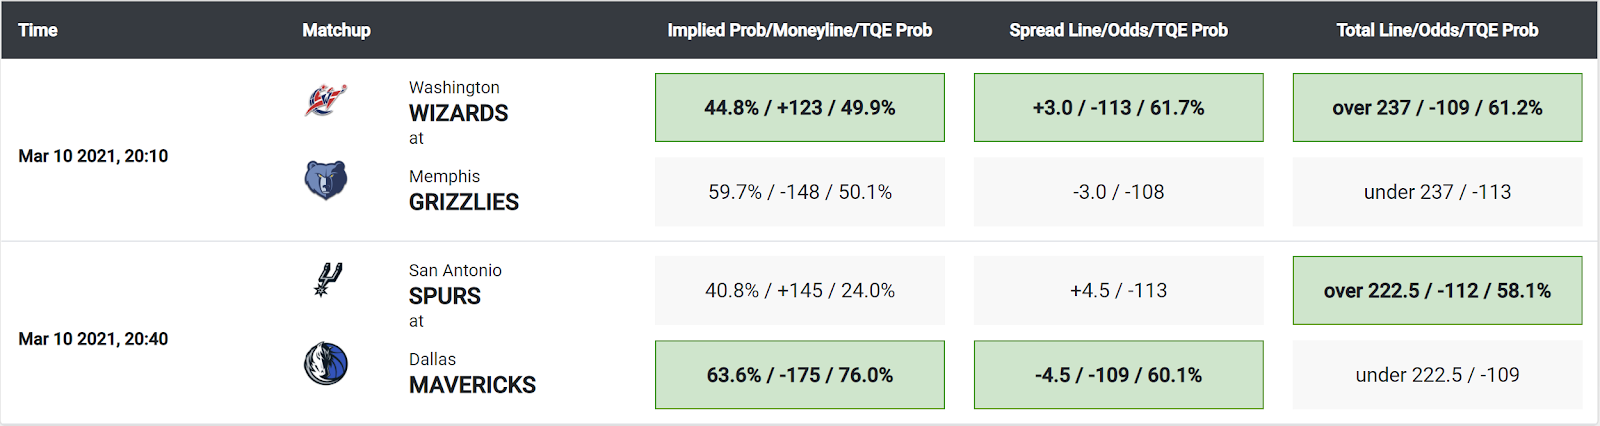 Time Matchup Implied Prob/Moneyline/TQE Prob Spread Line/Odds/TQE Prob Total Line/Odds/TQE Prob
Mar 10 2021, 20:10
Washington
WIZARDS
at
Memphis
GRIZZLIES
44.8% / +123 / 49.9% +3.0 / -113 / 61.7% over 237 / -109 / 61.2%
59.7% / -148 / 50.1% -3.0 / -108 under 237 / -113
Mar 10 2021, 20:40
San Antonio
SPURS
at
Dallas
MAVERICKS
40.8% / +145 / 24.0% +4.5 / -113 over 222.5 / -112 / 58.1%
63.6% / -175 / 76.0% -4.5 / -109 / 60.1% under 222.5 / -109